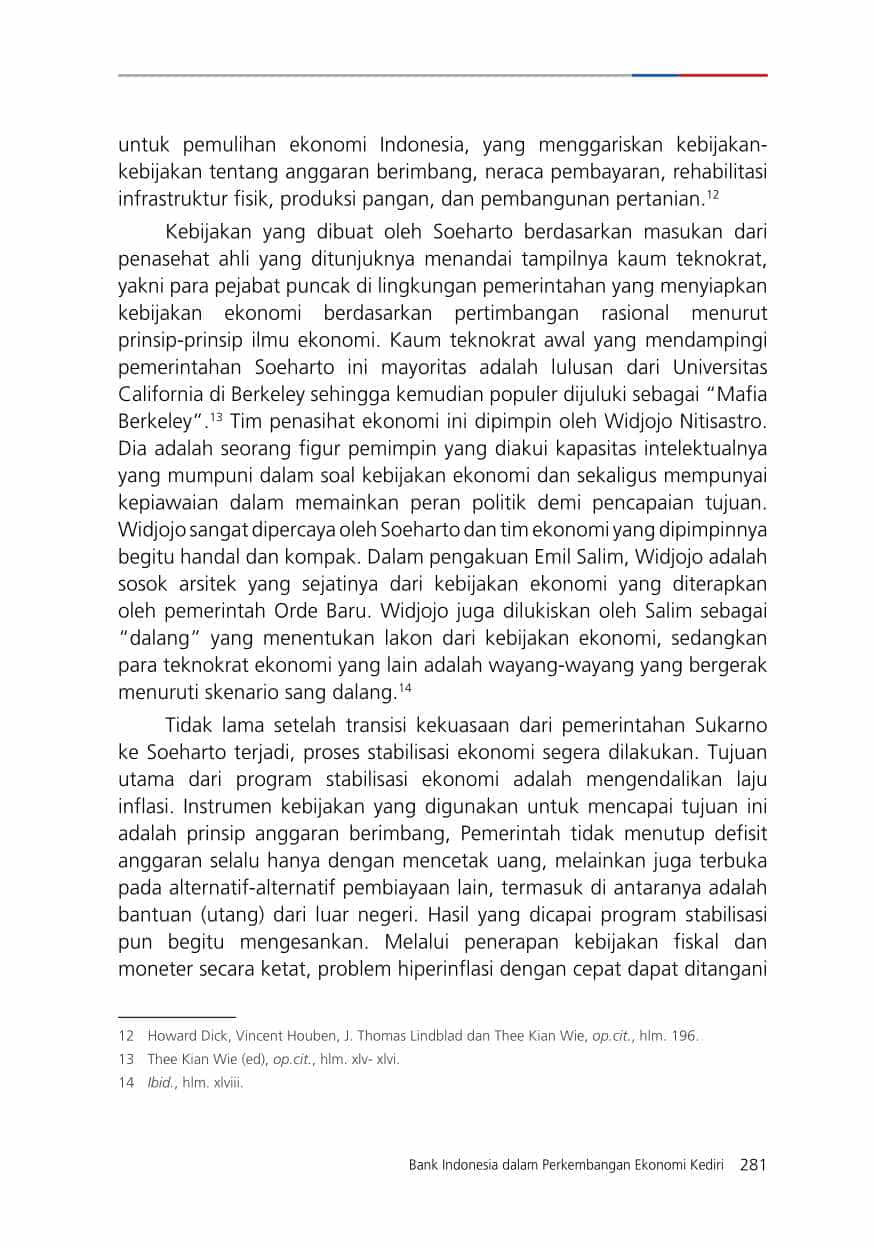 untuk pemulihan ekonomi Indonesia, yang menggariskan kebijakan-
kebijakan tentang anggaran berimbang, neraca pembayaran, rehabilitasi
infrastruktur fisik, produksi pangan, dan pembangunan pertanian.12
Kebijakan yang dibuat oleh Soeharto berdasarkan masukan dari
penasehat ahli yang ditunjuknya menandai tampilnya kaum teknokrat,
yakni para pejabat puncak di lingkungan pemerintahan yang menyiapkan
kebijakan ekonomi berdasarkan pertimbangan rasional menurut
prinsip-prinsip ilmu ekonomi. Kaum teknokrat awal yang mendampingi
pemerintahan Soeharto ini mayoritas adalah lulusan dari Universitas
California di Berkeley sehingga kemudian populer dijuluki sebagai “Mafia
Berkeley”.13 Tim penasihat ekonomi ini dipimpin oleh Widjojo Nitisastro.
Dia adalah seorang figur pemimpin yang diakui kapasitas intelektualnya
yang mumpuni dalam soal kebijakan ekonomi dan sekaligus mempunyai
kepiawaian dalam memainkan peran politik demi pencapaian tujuan.
Widjojo sangat dipercaya oleh Soeharto dan tim ekonomi yang dipimpinnya
begitu handal dan kompak. Dalam pengakuan Emil Salim, Widjojo adalah
sosok arsitek yang sejatinya dari kebijakan ekonomi yang diterapkan
oleh pemerintah Orde Baru. Widjojo juga dilukiskan oleh Salim sebagai
“dalang” yang menentukan lakon dari kebijakan ekonomi, sedangkan
para teknokrat ekonomi yang lain adalah wayang-wayang yang bergerak
menuruti skenario sang dalang.14
Tidak lama setelah transisi kekuasaan dari pemerintahan Sukarno
ke Soeharto terjadi, proses stabilisasi ekonomi segera dilakukan. Tujuan
utama dari program stabilisasi ekonomi adalah mengendalikan laju
inflasi. Instrumen kebijakan yang digunakan untuk mencapai tujuan ini
adalah prinsip anggaran berimbang, Pemerintah tidak menutup defisit
anggaran selalu hanya dengan mencetak uang, melainkan juga terbuka
pada alternatif-alternatif pembiayaan lain, termasuk di antaranya adalah
bantuan (utang) dari luar negeri. Hasil yang dicapai program stabilisasi
pun begitu mengesankan. Melalui penerapan kebijakan fiskal dan
moneter secara ketat, problem hiperinflasi dengan cepat dapat ditangani
12 Howard Dick, Vincent Houben, J. Thomas Lindblad dan Thee Kian Wie, op.cit., hlm. 196.
13 Thee Kian Wie (ed), op.cit., hlm. xlv- xlvi.
14 Ibid., hlm. xlviii.
Bank Indonesia dalam Perkembangan Ekonomi Kediri 281